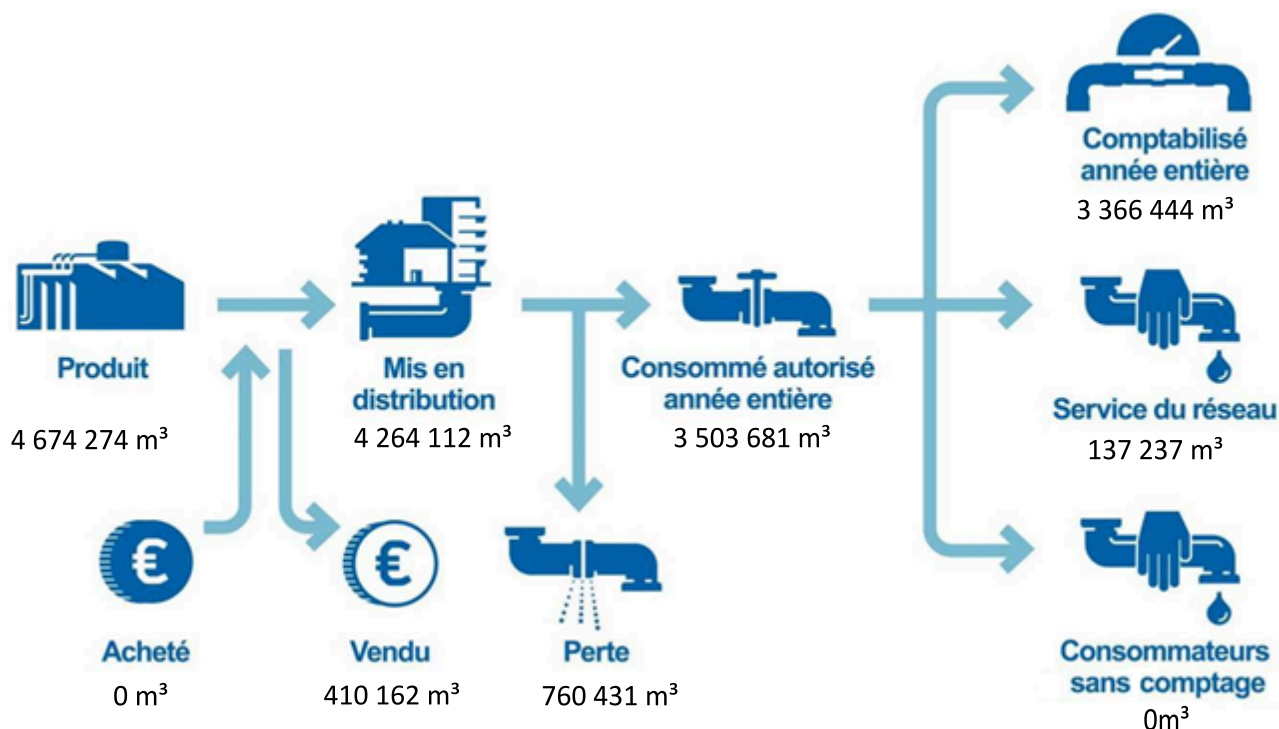 Comptabilisé
année entière
3 366 444 m³
Produit
4 674 274 m³
Mis en
distribution
4 264 112 m³
Consommé autorisé
année entière
3 503 681 m³
Service du réseau
137 237 m³
€
Acheté
0 m³
€
Vendu
410 162 m³
Perte
760 431 m³
Consommateurs
sans comptage
0m³